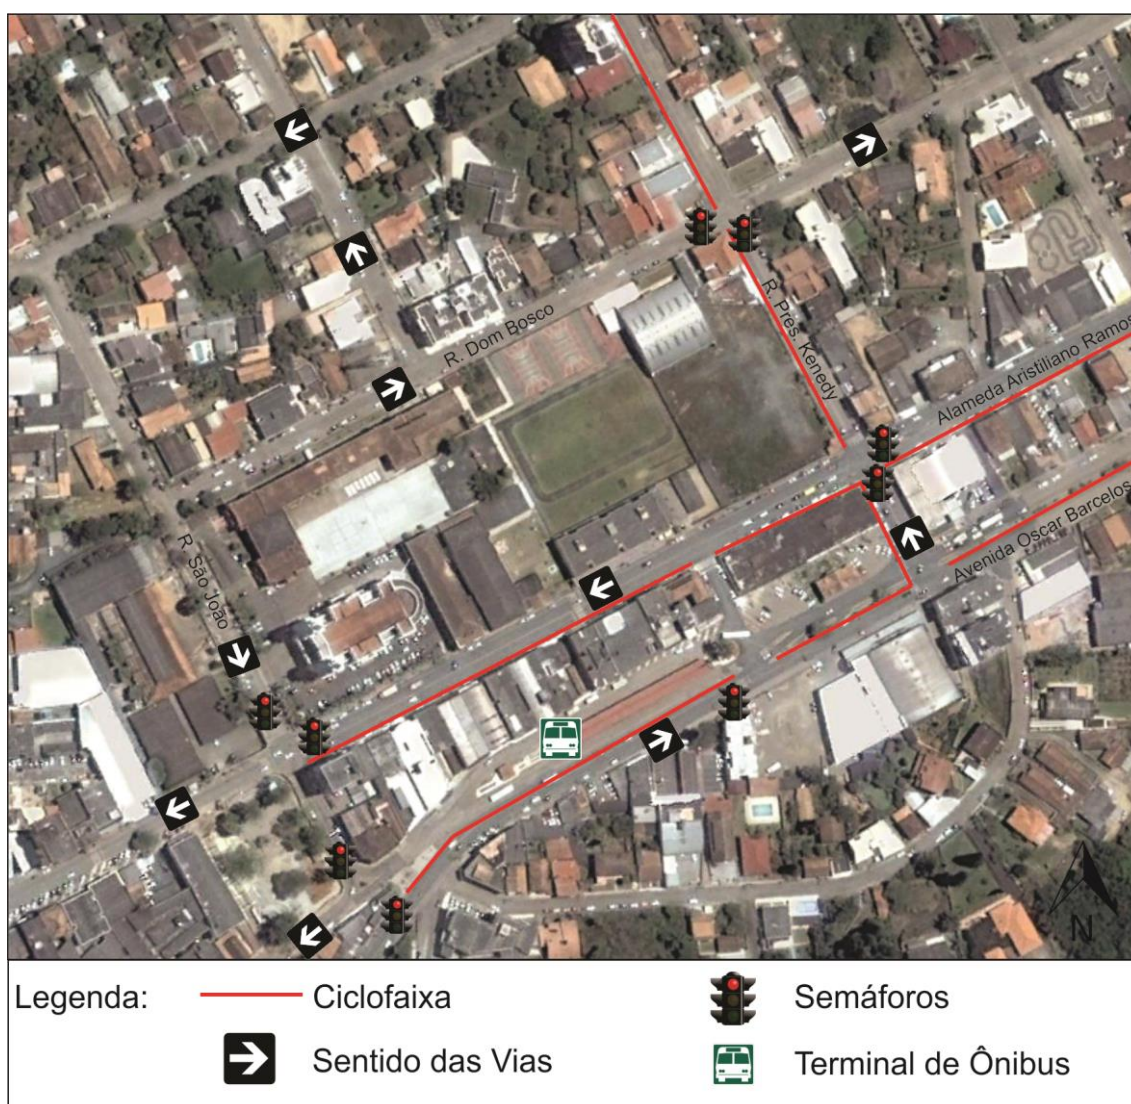 R. Dom Bosco
R. Pres. Kenedy
Alameda Aristiliano Ramos
Avenida Oscar Barcelos
R. São João
N
Legenda:
Ciclofaixa
Semáforos
Sentido das Vias
Terminal de Ônibus